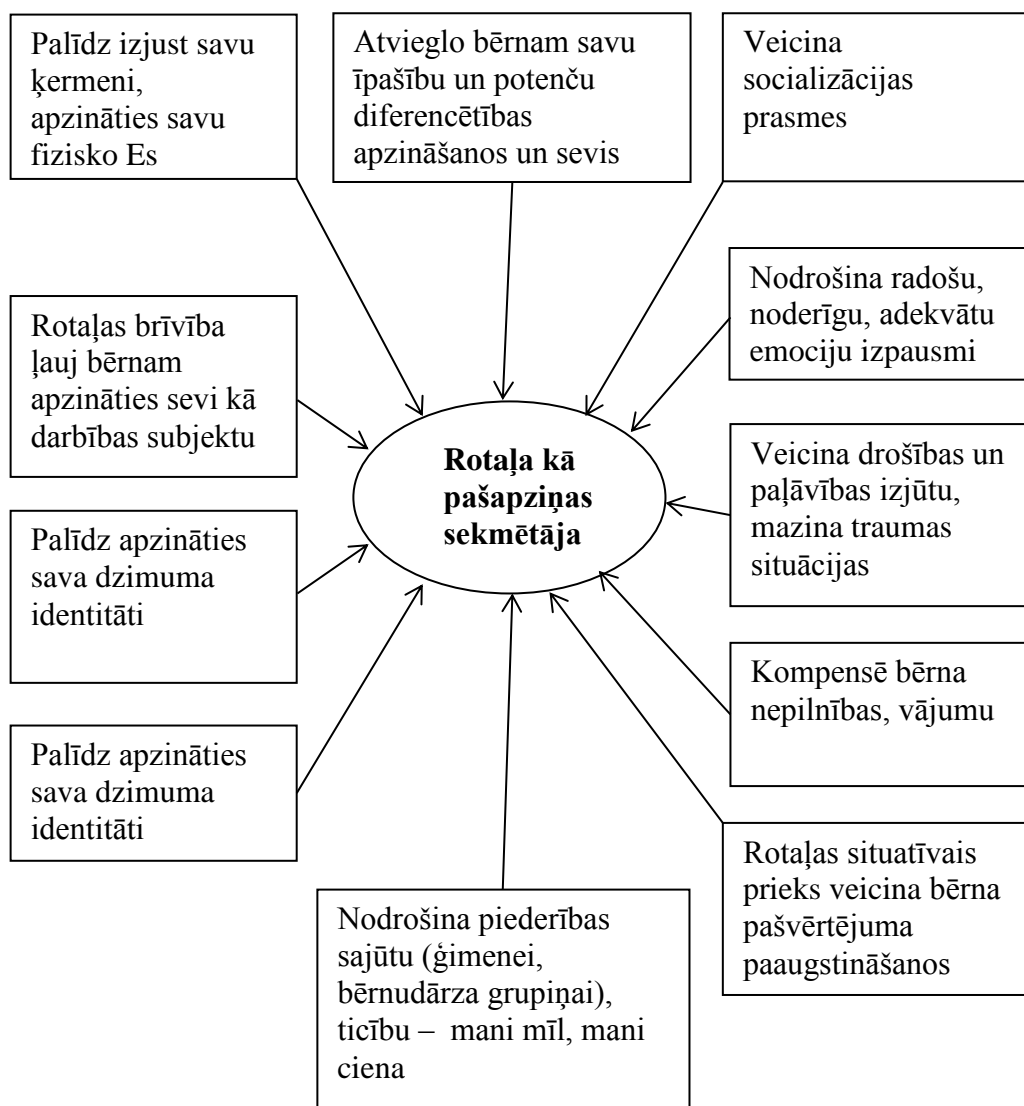 Palīdz izjust savu
ķermeni,
apzināties savu
fizisko Es
Atvieglo bērnam savu
īpašību un potenču
diferencētības
apzināšanos un sevis
Veicina
socializācijas
prasmes
Nodrošina radošu,
noderīgu, adekvātu
emociju izpausmi
Rotaļas brīvība
ļauj bērnam
apzināties sevi kā
darbības subjektu
Rotaļa kā
pašapziņas
sekmētāja
Veicina drošības un
paļāvības izjūtu,
mazina traumas
situācijas
Palīdz apzināties
sava dzimuma
identitāti
Kompensē bērna
nepilnības, vājumu
Palīdz apzināties
sava dzimuma
identitāti
Rotaļas situatīvais
prieks veicina bērna
pašvērtējuma
paaugstināšanos
Nodrošina piederības
sajūtu (ģimenei,
bērnudārza grupiņai),
ticību –  mani mīl, mani
ciena